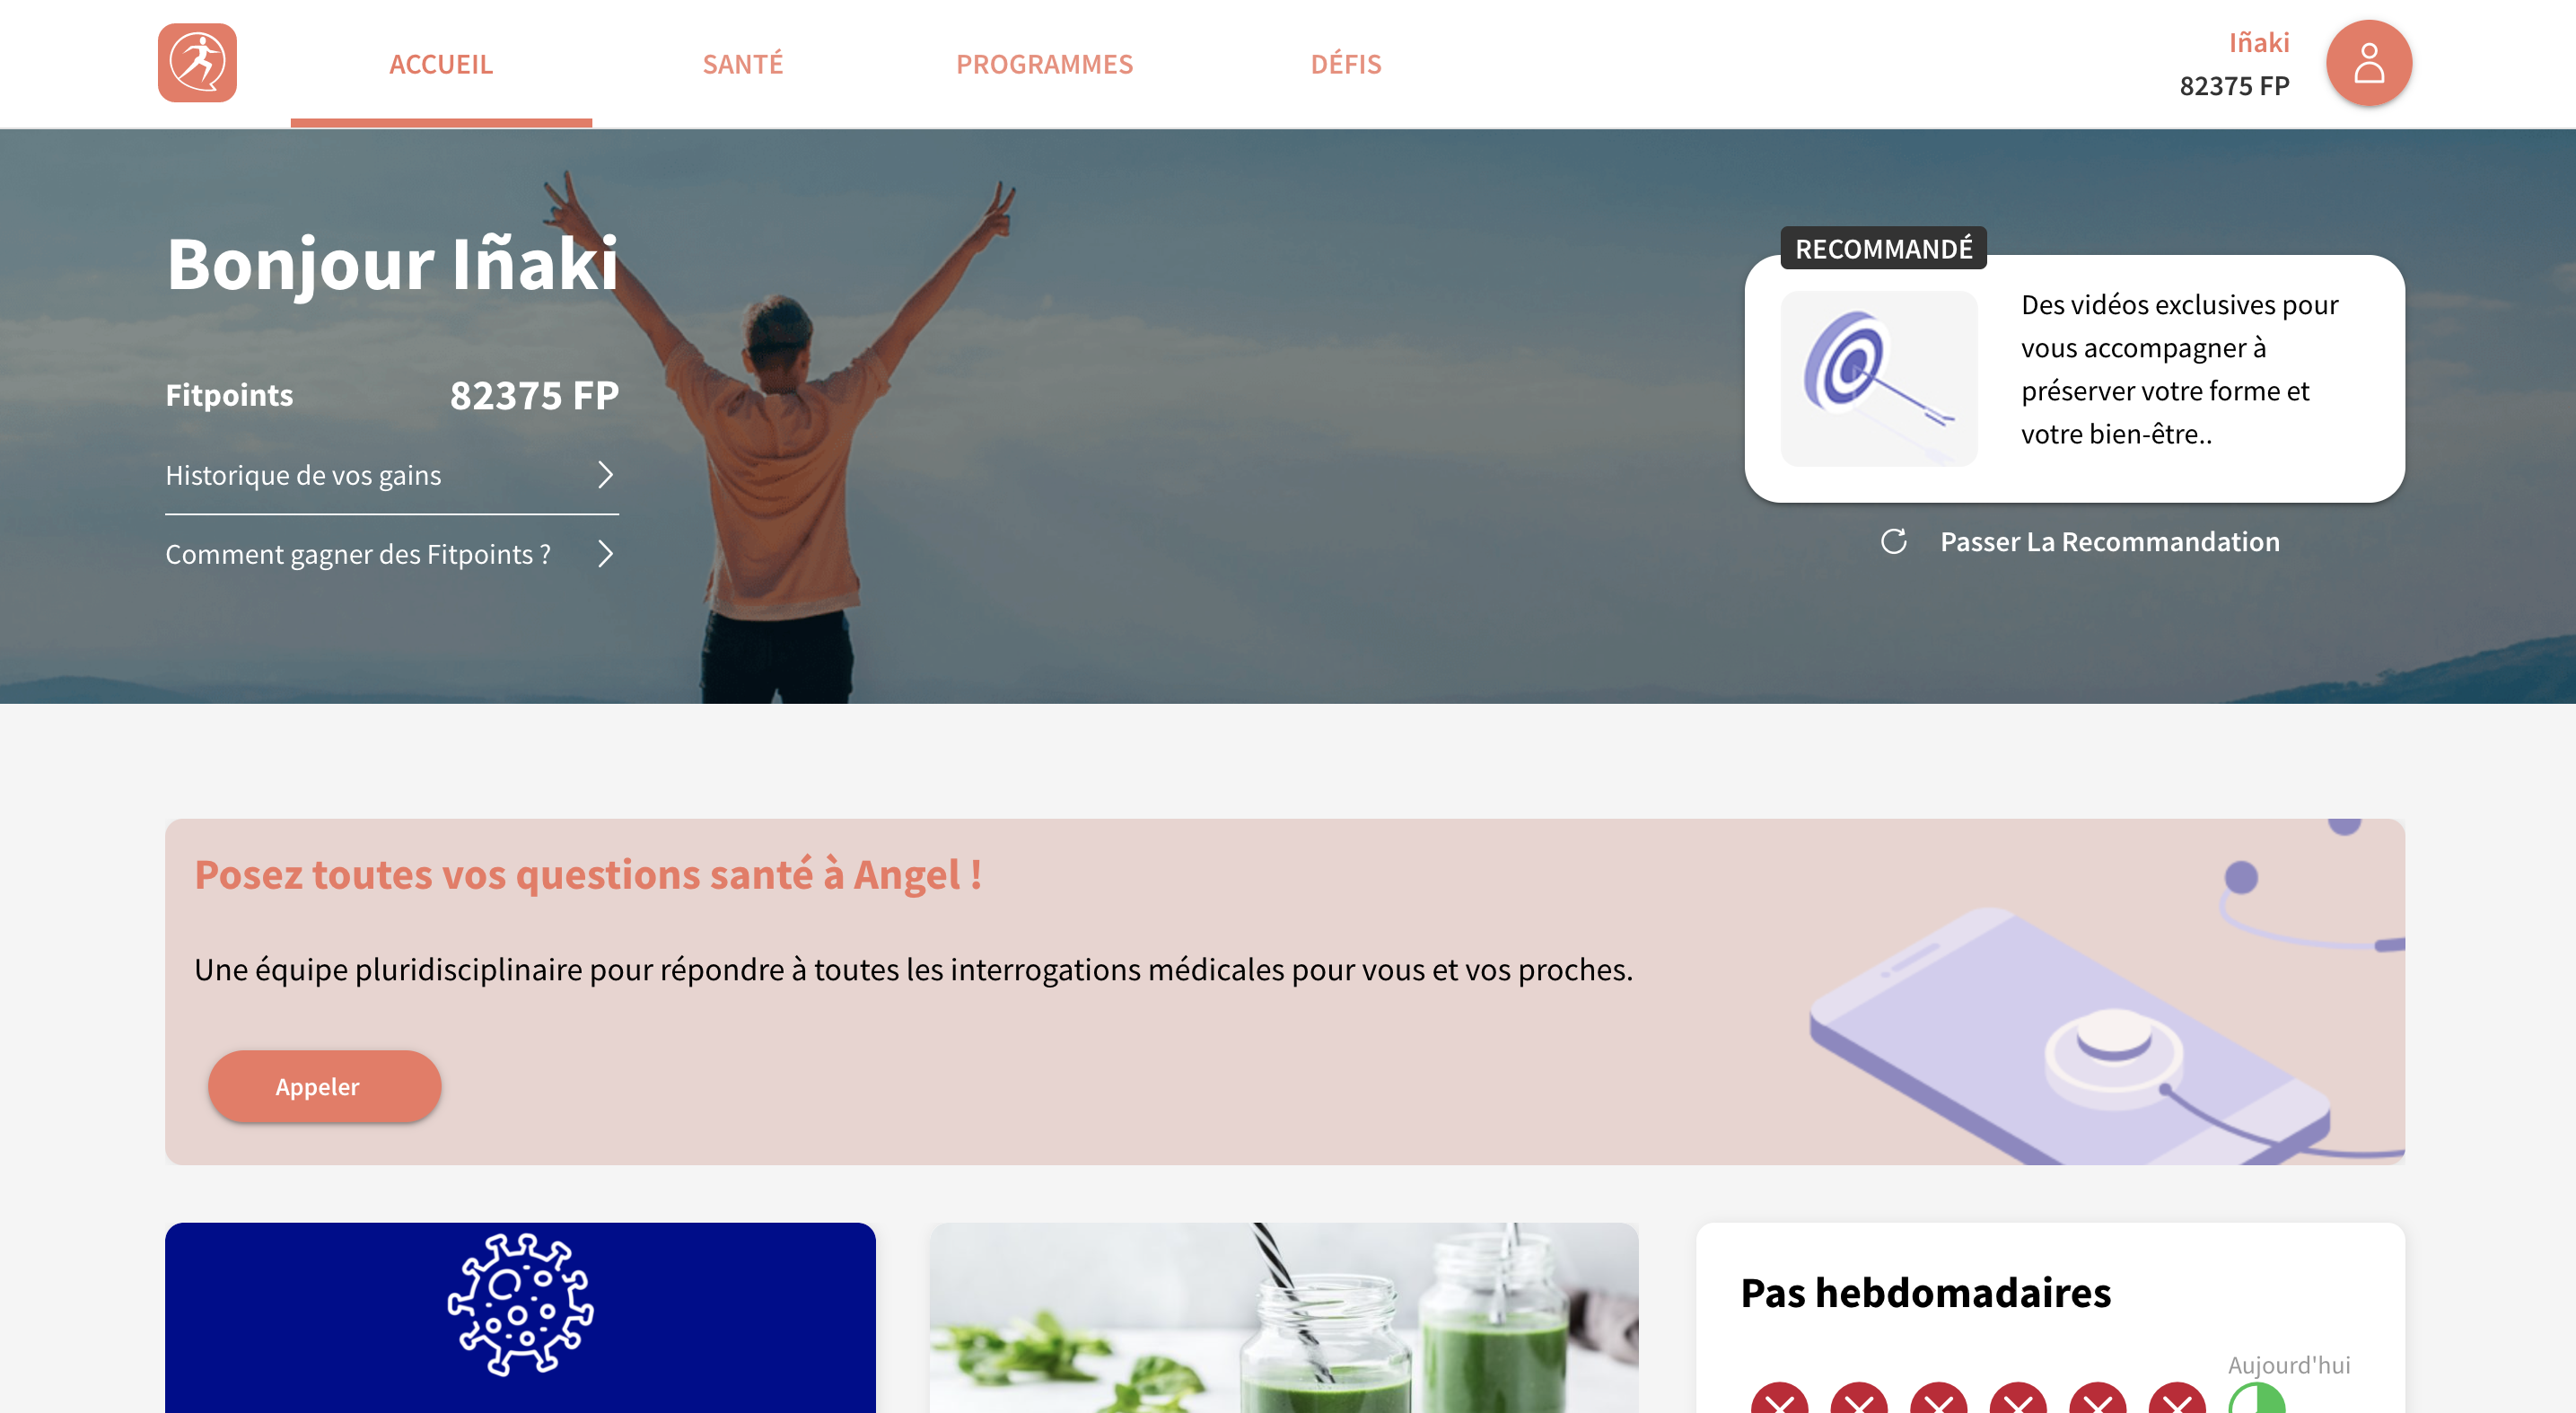 ACCUEIL
SANTÉ
PROGRAMMES
DÉFIS
Iñaki
82375 FP
Bonjour Iñaki
Fitpoints
82375 FP
Historique de vos gains
Comment gagner des Fitpoints ?
RECOMMANDÉ
Des vidéos exclusives pour
vous accompagner à
préserver votre forme et
votre bien-être..
Passer La Recommandation
Posez toutes vos questions santé à Angel !
Une équipe pluridisciplinaire pour répondre à toutes les interrogations médicales pour vous et vos proches.
Appeler
Pas hebdomadaires
Aujourd'hui